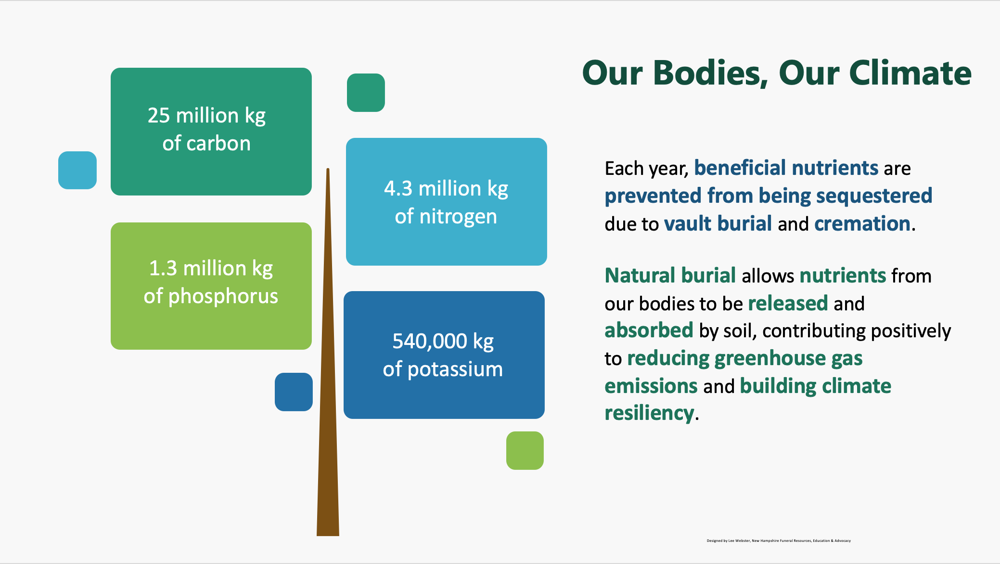 Our Bodies, Our Climate
25 million kg
of carbon
4.3 million kg
of nitrogen
1.3 million kg
of phosphorus
540,000 kg
of potassium
Each year, beneficial nutrients are
prevented from being sequestered
due to vault burial and cremation.
Natural burial allows nutrients from
our bodies to be released and
absorbed by soil, contributing positively
to reducing greenhouse gas
emissions and building climate
resiliency.
Designed by Lee Webster, New Hampshire Funeral Resources, Education & Advocacy